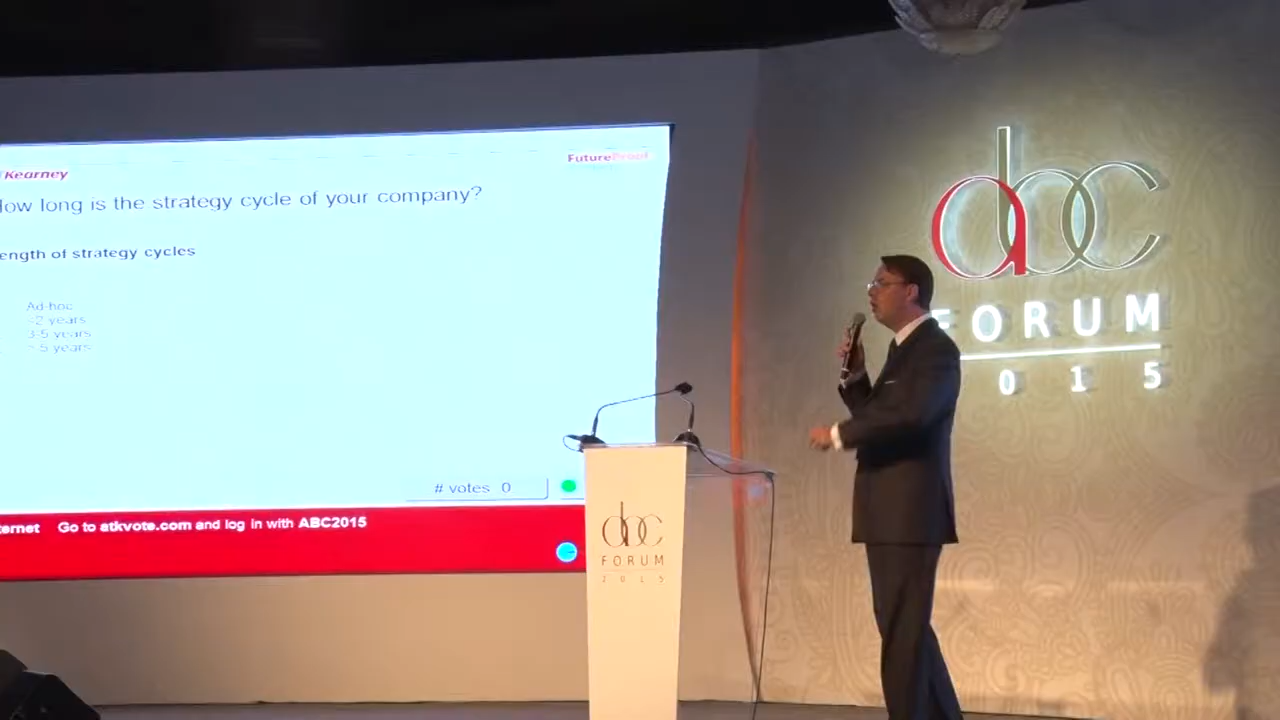 Kearney
FutureProof
How long is the strategy cycle of your company?
ength of strategy cycles
Ad-hoc
~2 years
3-5 years
~5 years
# votes 0
ernet Go to atkvote.com and log in with ABC2015
abc
FORUM
2015
abc
FORUM
2015